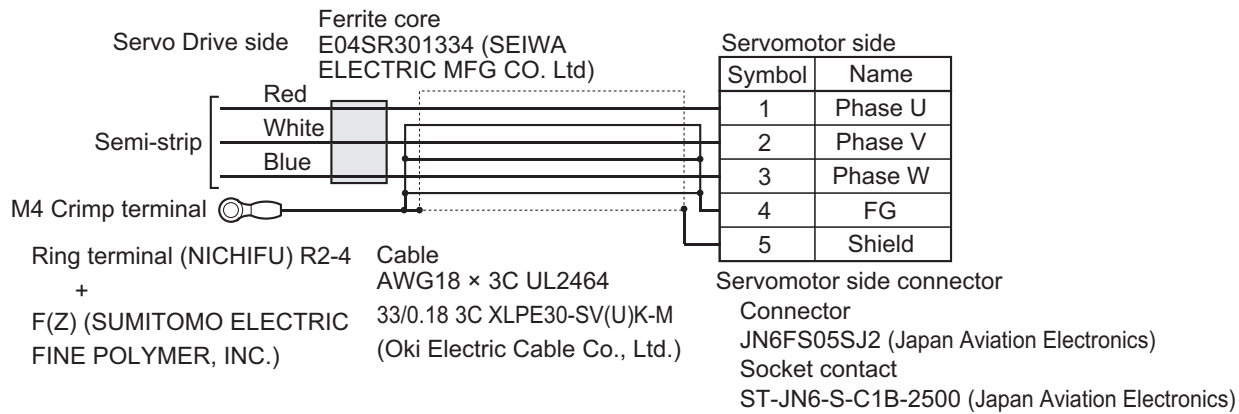 Ferrite core
Servo Drive side
E04SR301334 (SEIWA
ELECTRIC MFG CO. Ltd)
Servomotor side
Symbol Name
Red
1 Phase U
White
2 Phase V
Semi-strip
Blue
3 Phase W
M4 Crimp terminal
4 FG
5 Shield
Ring terminal (NICHIFU) R2-4
+
F(Z) (SUMITOMO ELECTRIC
FINE POLYMER, INC.)
Cable
AWG18 × 3C UL2464
33/0.18 3C XLPE30-SV(U)K-M
(Oki Electric Cable Co., Ltd.)
Servomotor side connector
Connector
JN6FS05SJ2 (Japan Aviation Electronics)
Socket contact
ST-JN6-S-C1B-2500 (Japan Aviation Electronics)